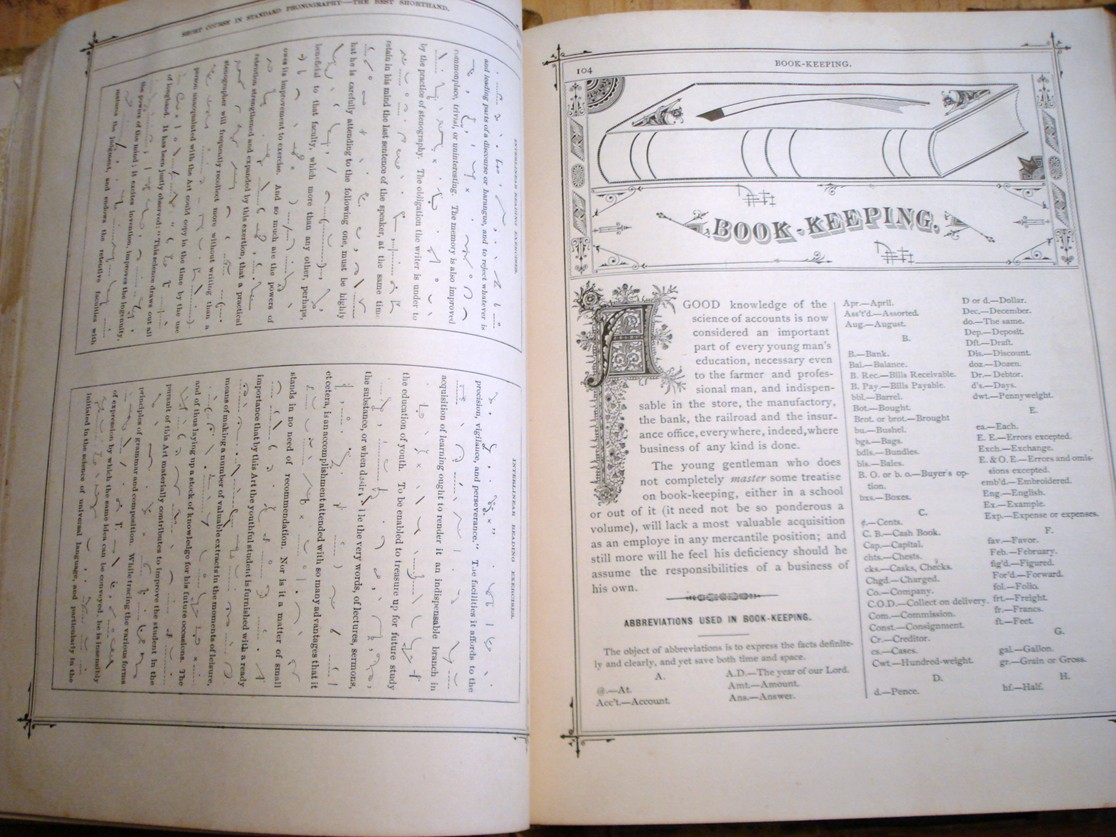 SHORT COURSE IN STANDARD PHONOGRAPHY—THE BEST SHORTHAND.
INTERLINEAR READING EXERCISES.
and leading parts of a discourse or harangue, and to reject whatever is
commonplace, trivial, or uninteresting. The memory is also improved
by the practice of stenography. The obligation the writer is under to
retain in his mind the last sentence of the speaker, at the same time
hat he is carefully attending to the following one, must be highly
beneficial to that faculty, which more than any other, perhaps,
owes its improvement to exercise. And so much are the powers of
retention strengthened and expanded by this exertion, that a practical
stenographer will frequently recollect more without writing than a
person unacquainted with the Art could copy in the time by the use
of longhand. It has been justly observed; "This science draws out all
the powers of the mind; it excites invention, improves the ingenuity,
matures the judgment, and endows the retentive faculties with
INTERLINEAR READING EXERCISES.
precision, vigilance, and perseverance." The facilities it affords to the
acquisition of learning ought to render it an indispensable branch in
the education of youth. To be enabled to treasure up for future study
the substance, or when desirable the very words, of lectures, sermons,
et cetera, is an accomplishment attended with so many advantages that it
stands in no need of recommendation. Nor is it a matter of small
importance that by this Art the youthful student is furnished with a ready
means of making a number of valuable extracts in the moments of leisure,
and of thus laying up a stock of knowledge for his future occasions. The
pursuit of this Art materially contributes to improve the student in the
principles of grammar and composition. While tracing the various forms
of expression by which the same idea can be conveyed, he is insensibly
initiated in the science of universal language, and particularly in the
104
BOOK-KEEPING.
BOOK-KEEPING.
A GOOD knowledge of the
science of accounts is now
considered an important
part of every young man's
education, necessary even
to the farmer and profes-
sional man, and indispen-
sable in the store, the manufactory,
the bank, the railroad and the insur-
ance office, everywhere, indeed, where
business of any kind is done.
The young gentleman who does
not completely master some treatise
on book-keeping, either in a school
or out of it (it need not be so ponderous a
volume), will lack a most valuable acquisition
as an employe in any mercantile position; and
still more will he feel his deficiency should he
assume the responsibilities of a business of
his own.
ABBREVIATIONS USED IN BOOK-KEEPING.
The object of abbreviations is to express the facts definite-
ly and clearly, and yet save both time and space.
A.
@.—At.
Acc't.—Account.
A.D.—The year of our Lord.
Amt.—Amount.
Ans.—Answer.
Apr.—April.
Ass'd.—Assorted.
Aug.—August.
B.
B.—Bank.
Bal.—Balance.
B. Rec.—Bills Receivable.
B. Pay.—Bills Payable.
bbl.—Barrel.
Bot.—Bought.
Brot. or brot.—Brought
bu.—Bushel.
bgs.—Bags.
bdls.—Bundles.
bls.—Bales.
B. O. or b. o.—Buyer's op-
tion.
bxs.—Boxes.
C.
¢.—Cents.
C. B.—Cash Book.
Cap.—Capital.
chts.—Chests.
cks.—Casks, Checks.
Chgd.—Charged.
Co.—Company.
C.O.D.—Collect on delivery.
Com.—Commission.
Const.—Consignment.
Cr.—Creditor.
cs.—Cases.
Cwt.—Hundred-weight.
D.
d.—Pence.
D or d.—Dollar.
Dec.—December.
do.—The same.
Dep.—Deposit.
Dft.—Draft.
Dis.—Discount.
doz.—Dozen.
Dr.—Debtor.
d's.—Days.
dwt.—Pennyweight.
E.
ea.—Each.
E. E.—Errors excepted.
Exch.—Exchange.
E. & O. E.—Errors and omis-
sions excepted.
emb'd.—Embroidered.
Eng.—English.
Ex.—Example.
Exp.—Expense or expenses.
F.
fav.—Favor.
Feb.—February.
fig'd.—Figured.
For'd.—Forward.
fol.—Folio.
frt.—Freight.
fr.—Francs.
ft.—Feet.
G.
gal.—Gallon.
gr.—Grain or Gross.
H.
hf.—Half.